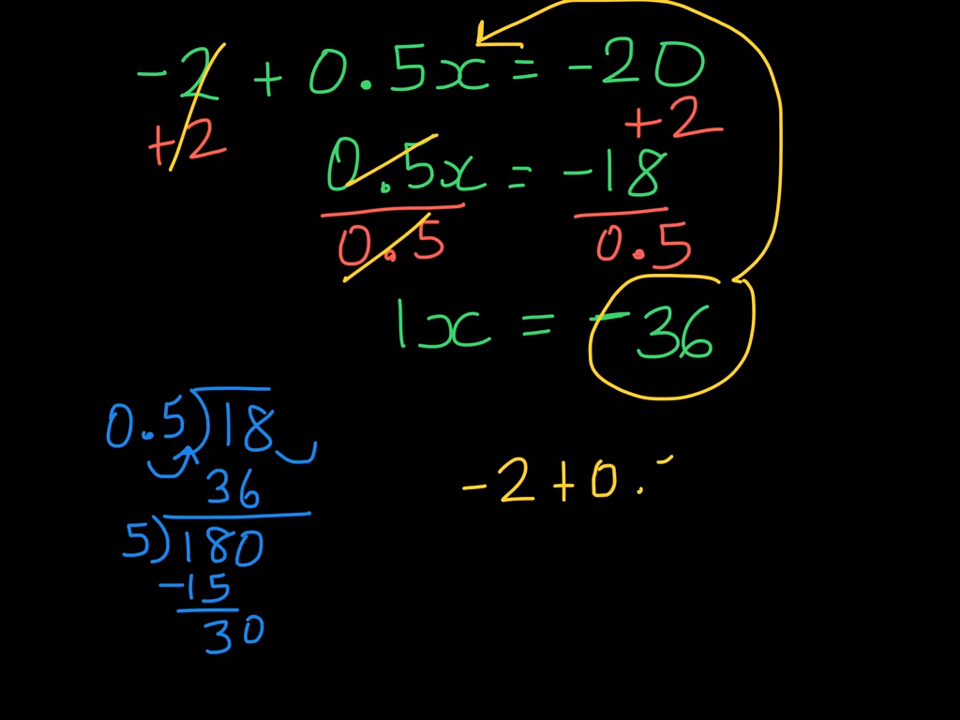 -2 + 0.5x = -20
+2 +2
0.5x = -18
0.5 0.5
1x = -36
0.5)18
36
5)180
-15
30
-2 + 0.